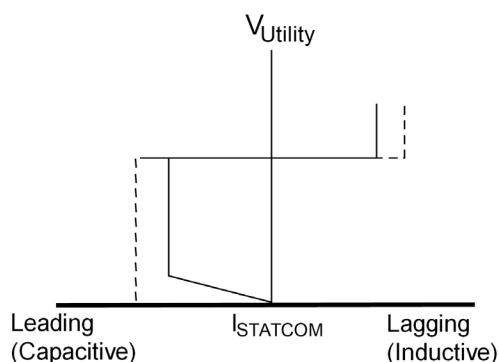 VUtility
Leading
(Capacitive)
ISTATCOM
Lagging
(Inductive)